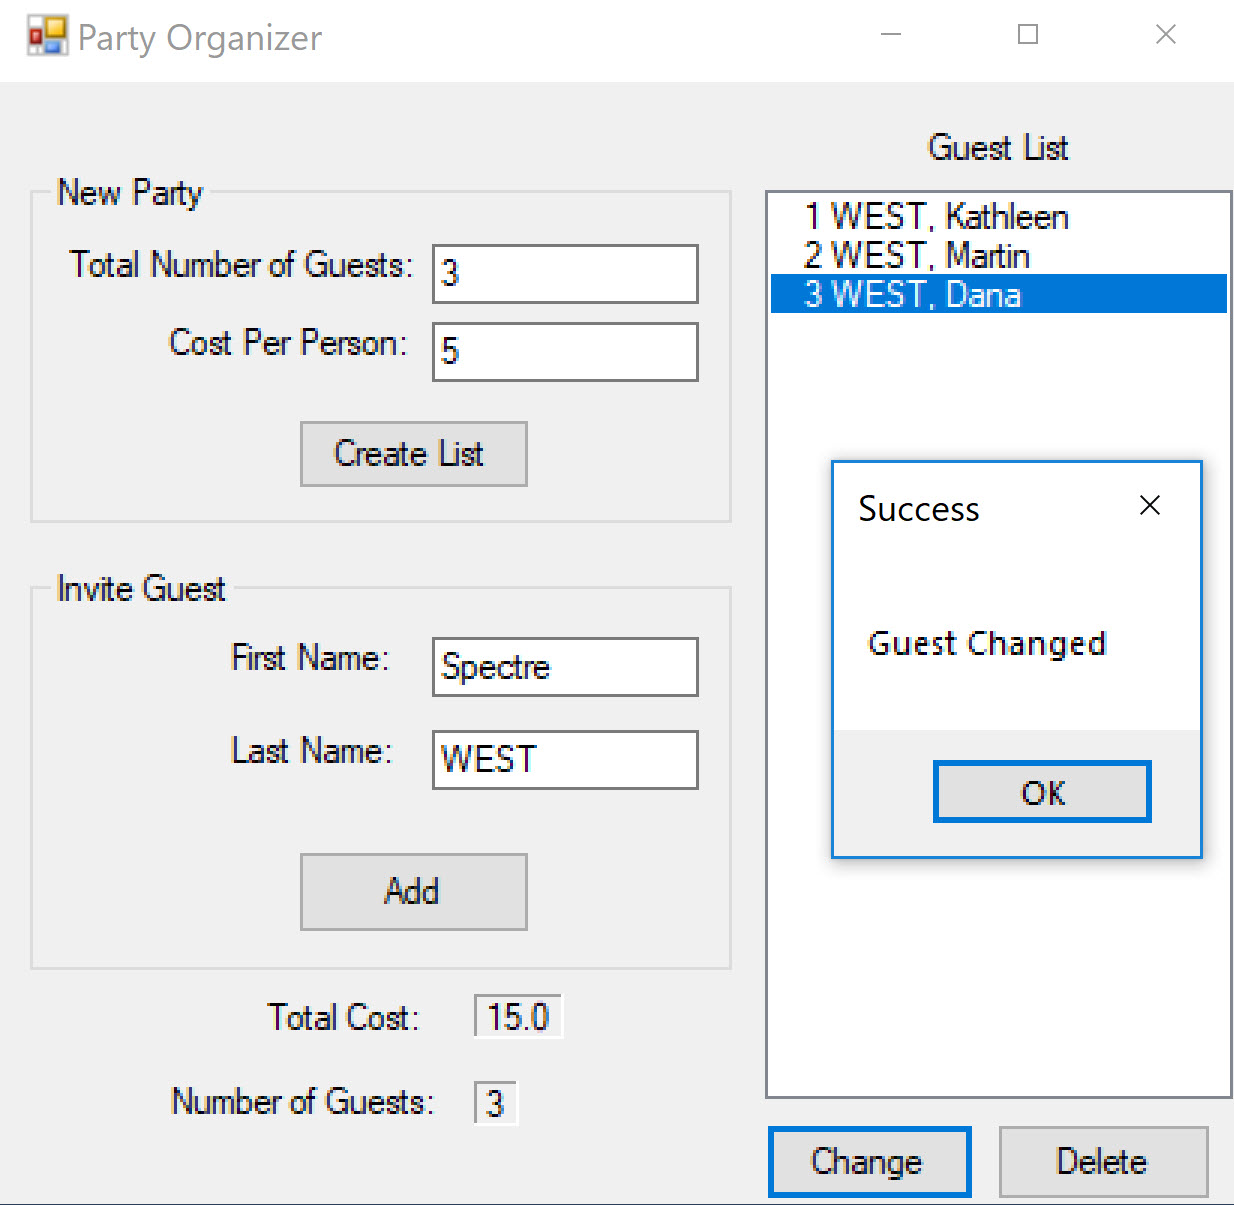 Party Organizer
New Party
Total Number of Guests: 3
Cost Per Person: 5
Create List
Invite Guest
First Name: Spectre
Last Name: WEST
Add
Total Cost: 15.0
Number of Guests: 3
Guest List
1 WEST, Kathleen
2 WEST, Martin
3 WEST, Dana
Success
Guest Changed
OK
Change Delete